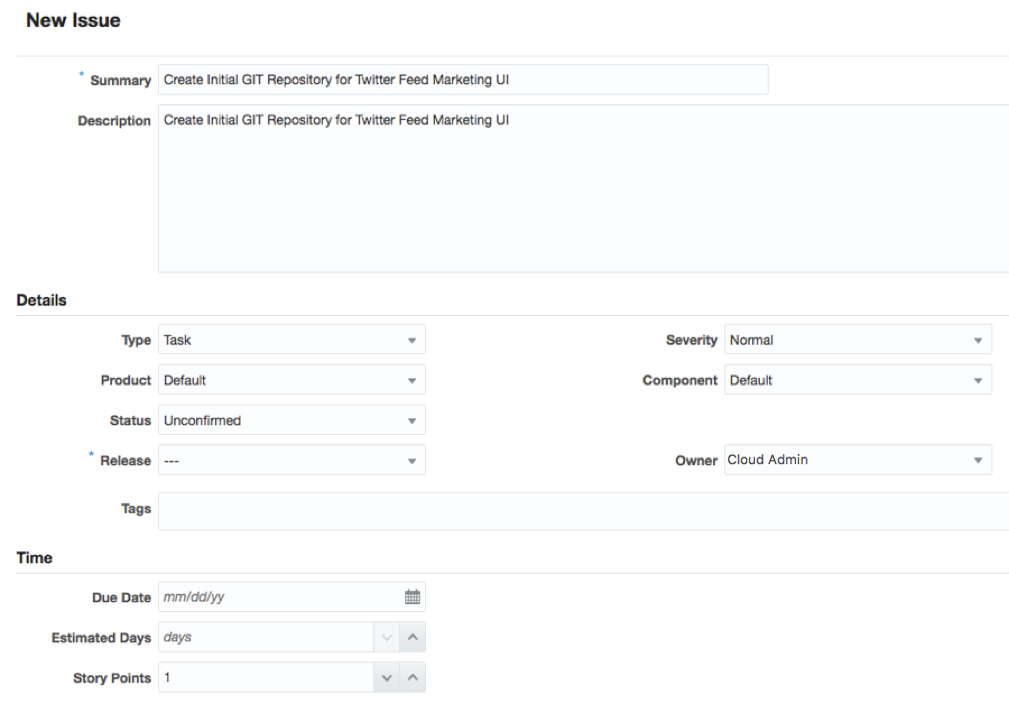 New Issue
* Summary Create Initial GIT Repository for Twitter Feed Marketing UI
Description Create Initial GIT Repository for Twitter Feed Marketing UI
Details
Type Task Severity Normal
Product Default Component Default
Status Unconfirmed
* Release --- Owner Cloud Admin
Tags
Time
Due Date mm/dd/yy
Estimated Days days
Story Points 1